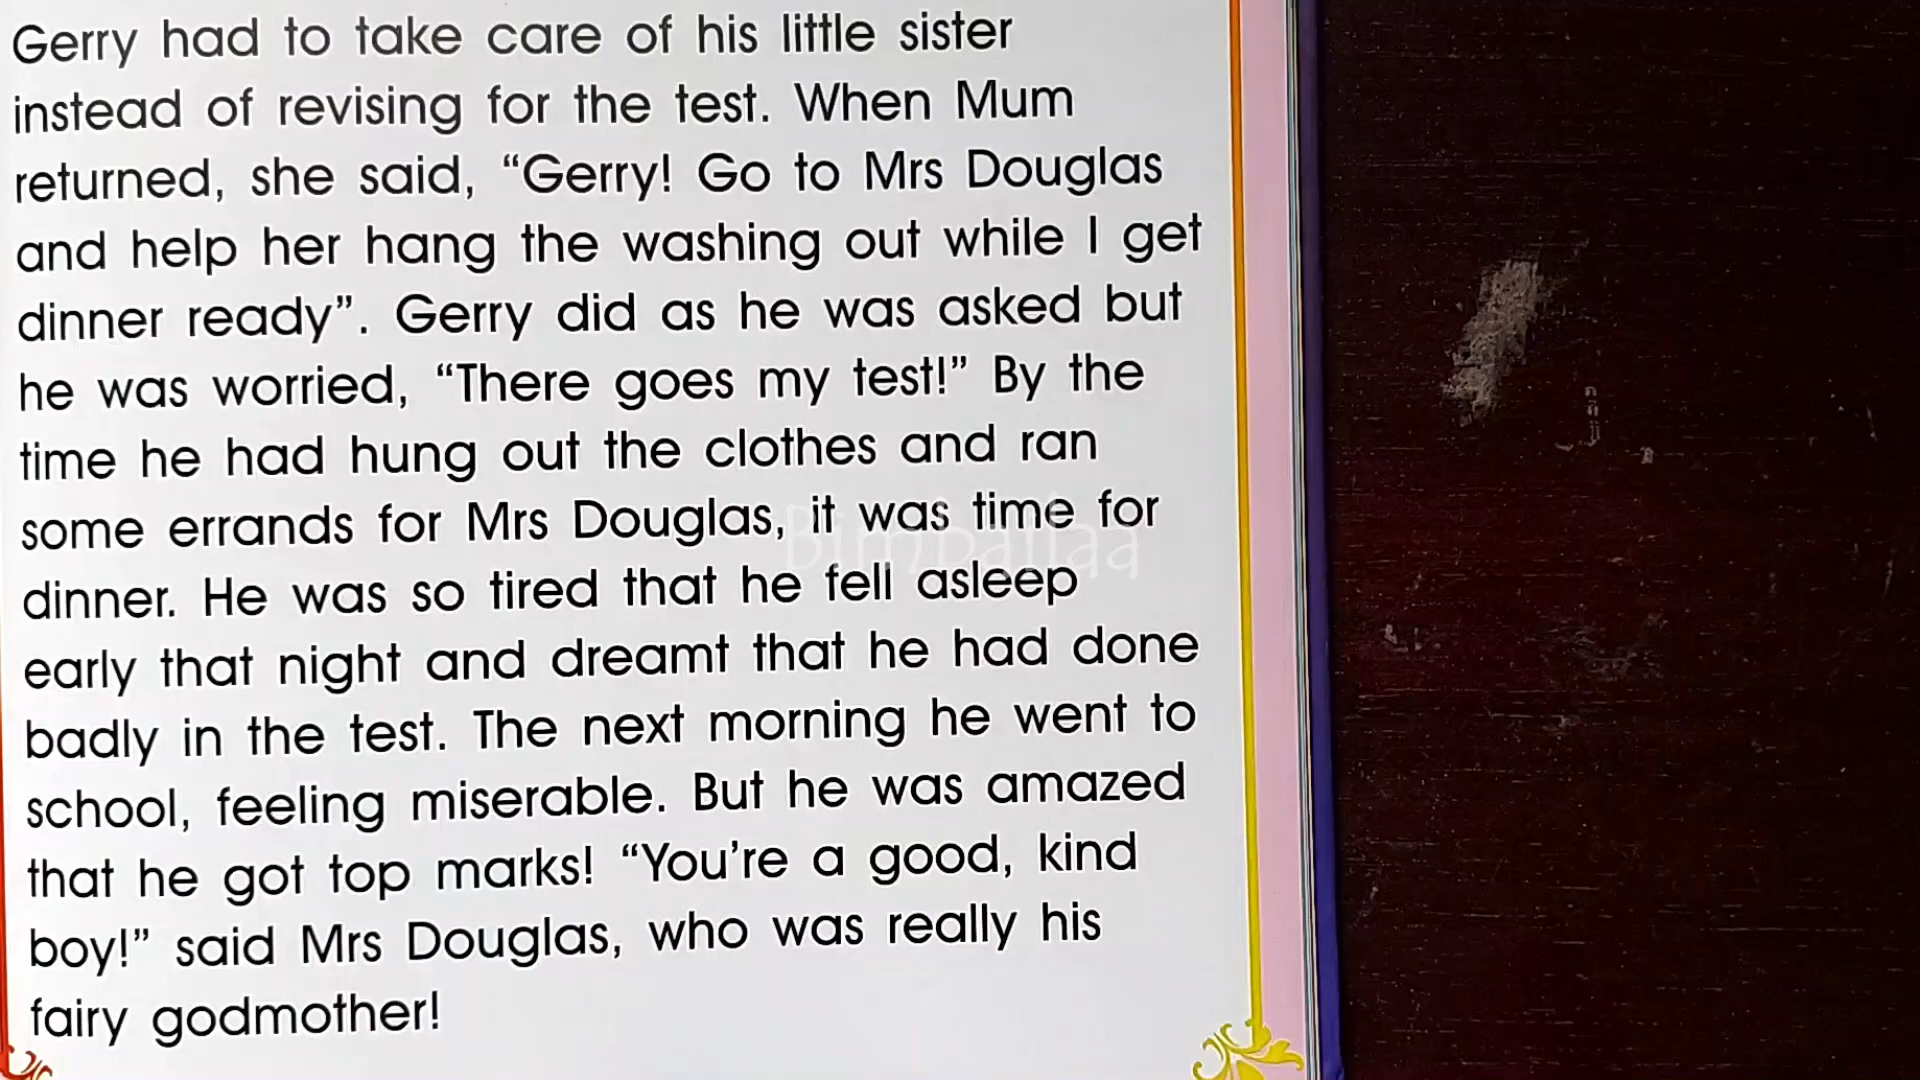 Gerry had to take care of his little sister
instead of revising for the test. When Mum
returned, she said, “Gerry! Go to Mrs Douglas
and help her hang the washing out while I get
dinner ready”. Gerry did as he was asked but
he was worried, “There goes my test!” By the
time he had hung out the clothes and ran
some errands for Mrs Douglas, it was time for
dinner. He was so tired that he fell asleep
early that night and dreamt that he had done
badly in the test. The next morning he went to
school, feeling miserable. But he was amazed
that he got top marks! “You’re a good, kind
boy!” said Mrs Douglas, who was really his
fairy godmother!